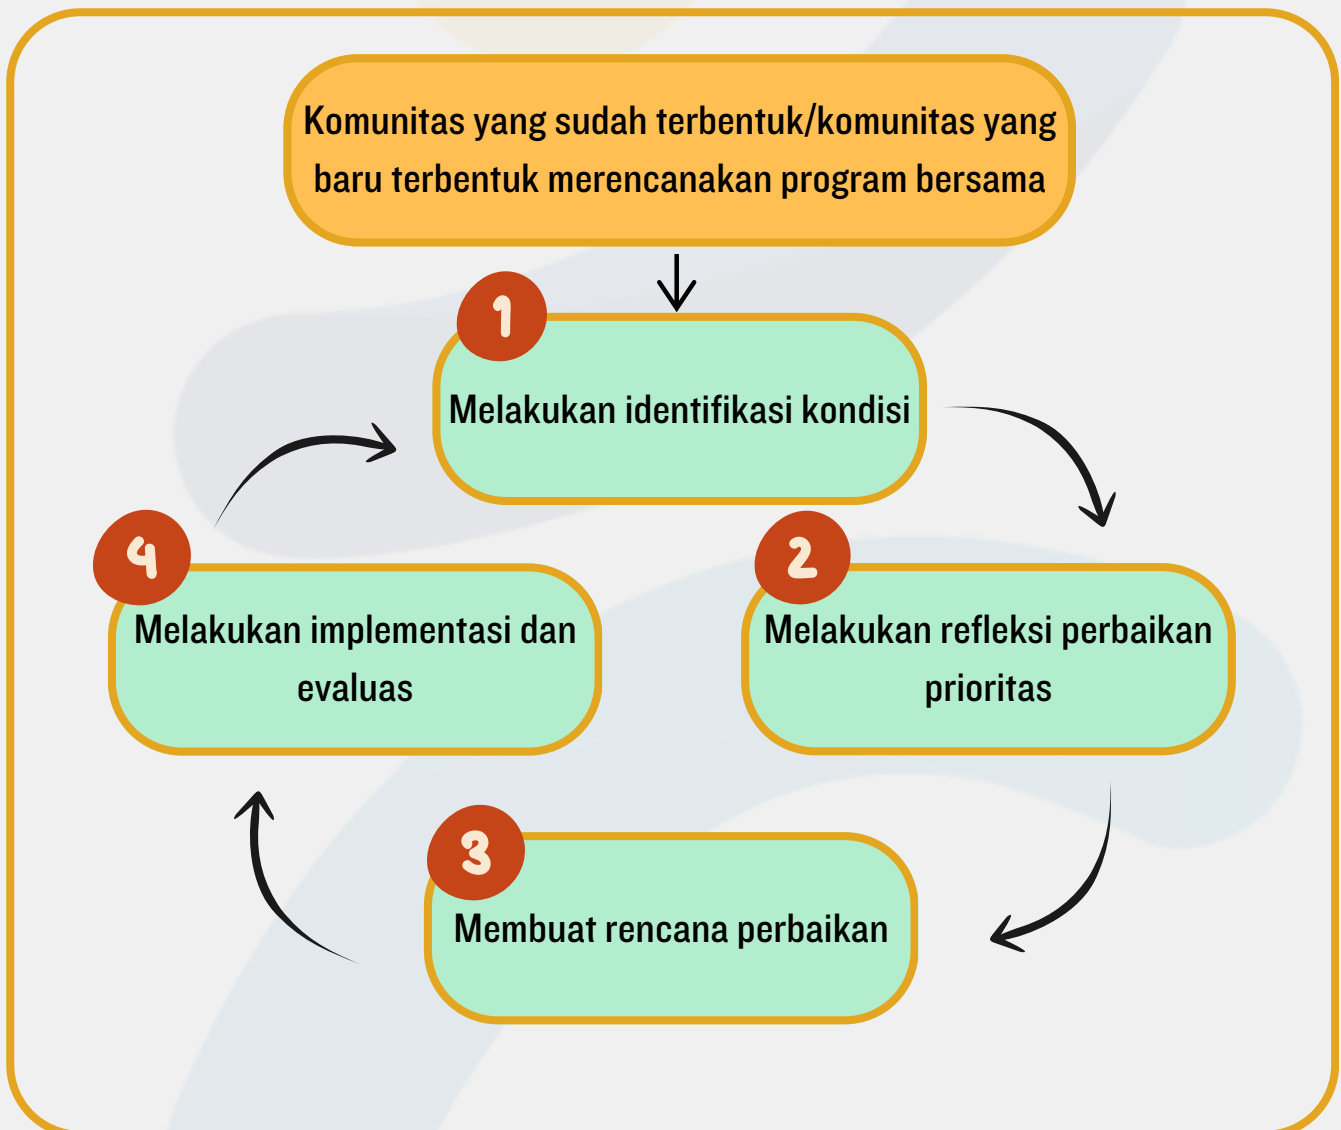 Komunitas yang sudah terbentuk/komunitas yang
baru terbentuk merencanakan program bersama
1
Melakukan identifikasi kondisi
2
Melakukan refleksi perbaikan
prioritas
3
Membuat rencana perbaikan
4
Melakukan implementasi dan
evaluas